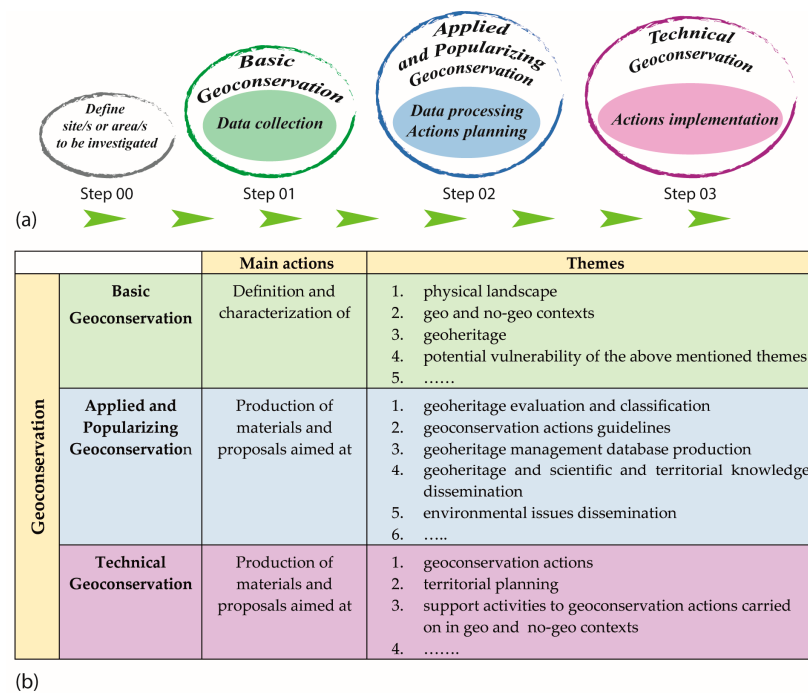 Define
site/s or area/s
to be investigated
Basic
Geoconservation
Data collection
Applied
and Popularizing
Geoconservation
Data processing
Actions planning
Technical
Geoconservation
Actions implementation
Step 00
Step 01
Step 02
Step 03
(a)
Main actions
Themes
Geoconservation
Basic
Geoconservation
Definition and
characterization of
1. physical landscape
2. geo and no-geo contexts
3. geoheritage
4. potential vulnerability of the above mentioned themes
5. ……
Applied and
Popularizing
Geoconservation
Production of
materials and
proposals aimed at
1. geoheritage evaluation and classification
2. geoconservation actions guidelines
3. geoheritage management database production
4. geoheritage and scientific and territorial knowledge
dissemination
5. environmental issues dissemination
6. …..
Technical
Geoconservation
Production of
materials and
proposals aimed at
1. geoconservation actions
2. territorial planning
3. support activities to geoconservation actions carried
on in geo and no-geo contexts
4. …….
(b)